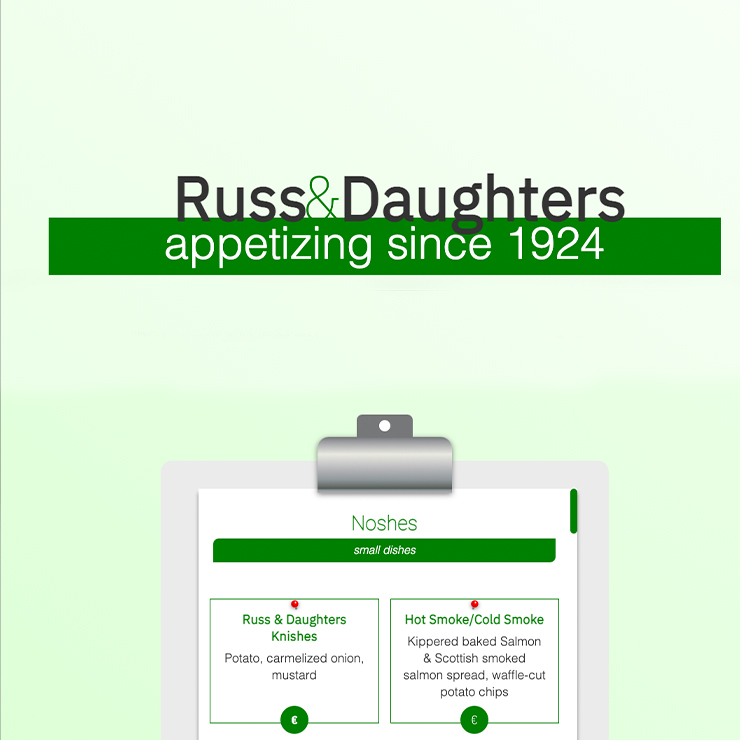 Russ&Daughters
appetizing since 1924
Noshes
small dishes
Russ & Daughters
Knishes
Potato, carmelized onion,
mustard
€
Hot Smoke/Cold Smoke
Kippered baked Salmon
& Scottish smoked
salmon spread, waffle-cut
potato chips
€